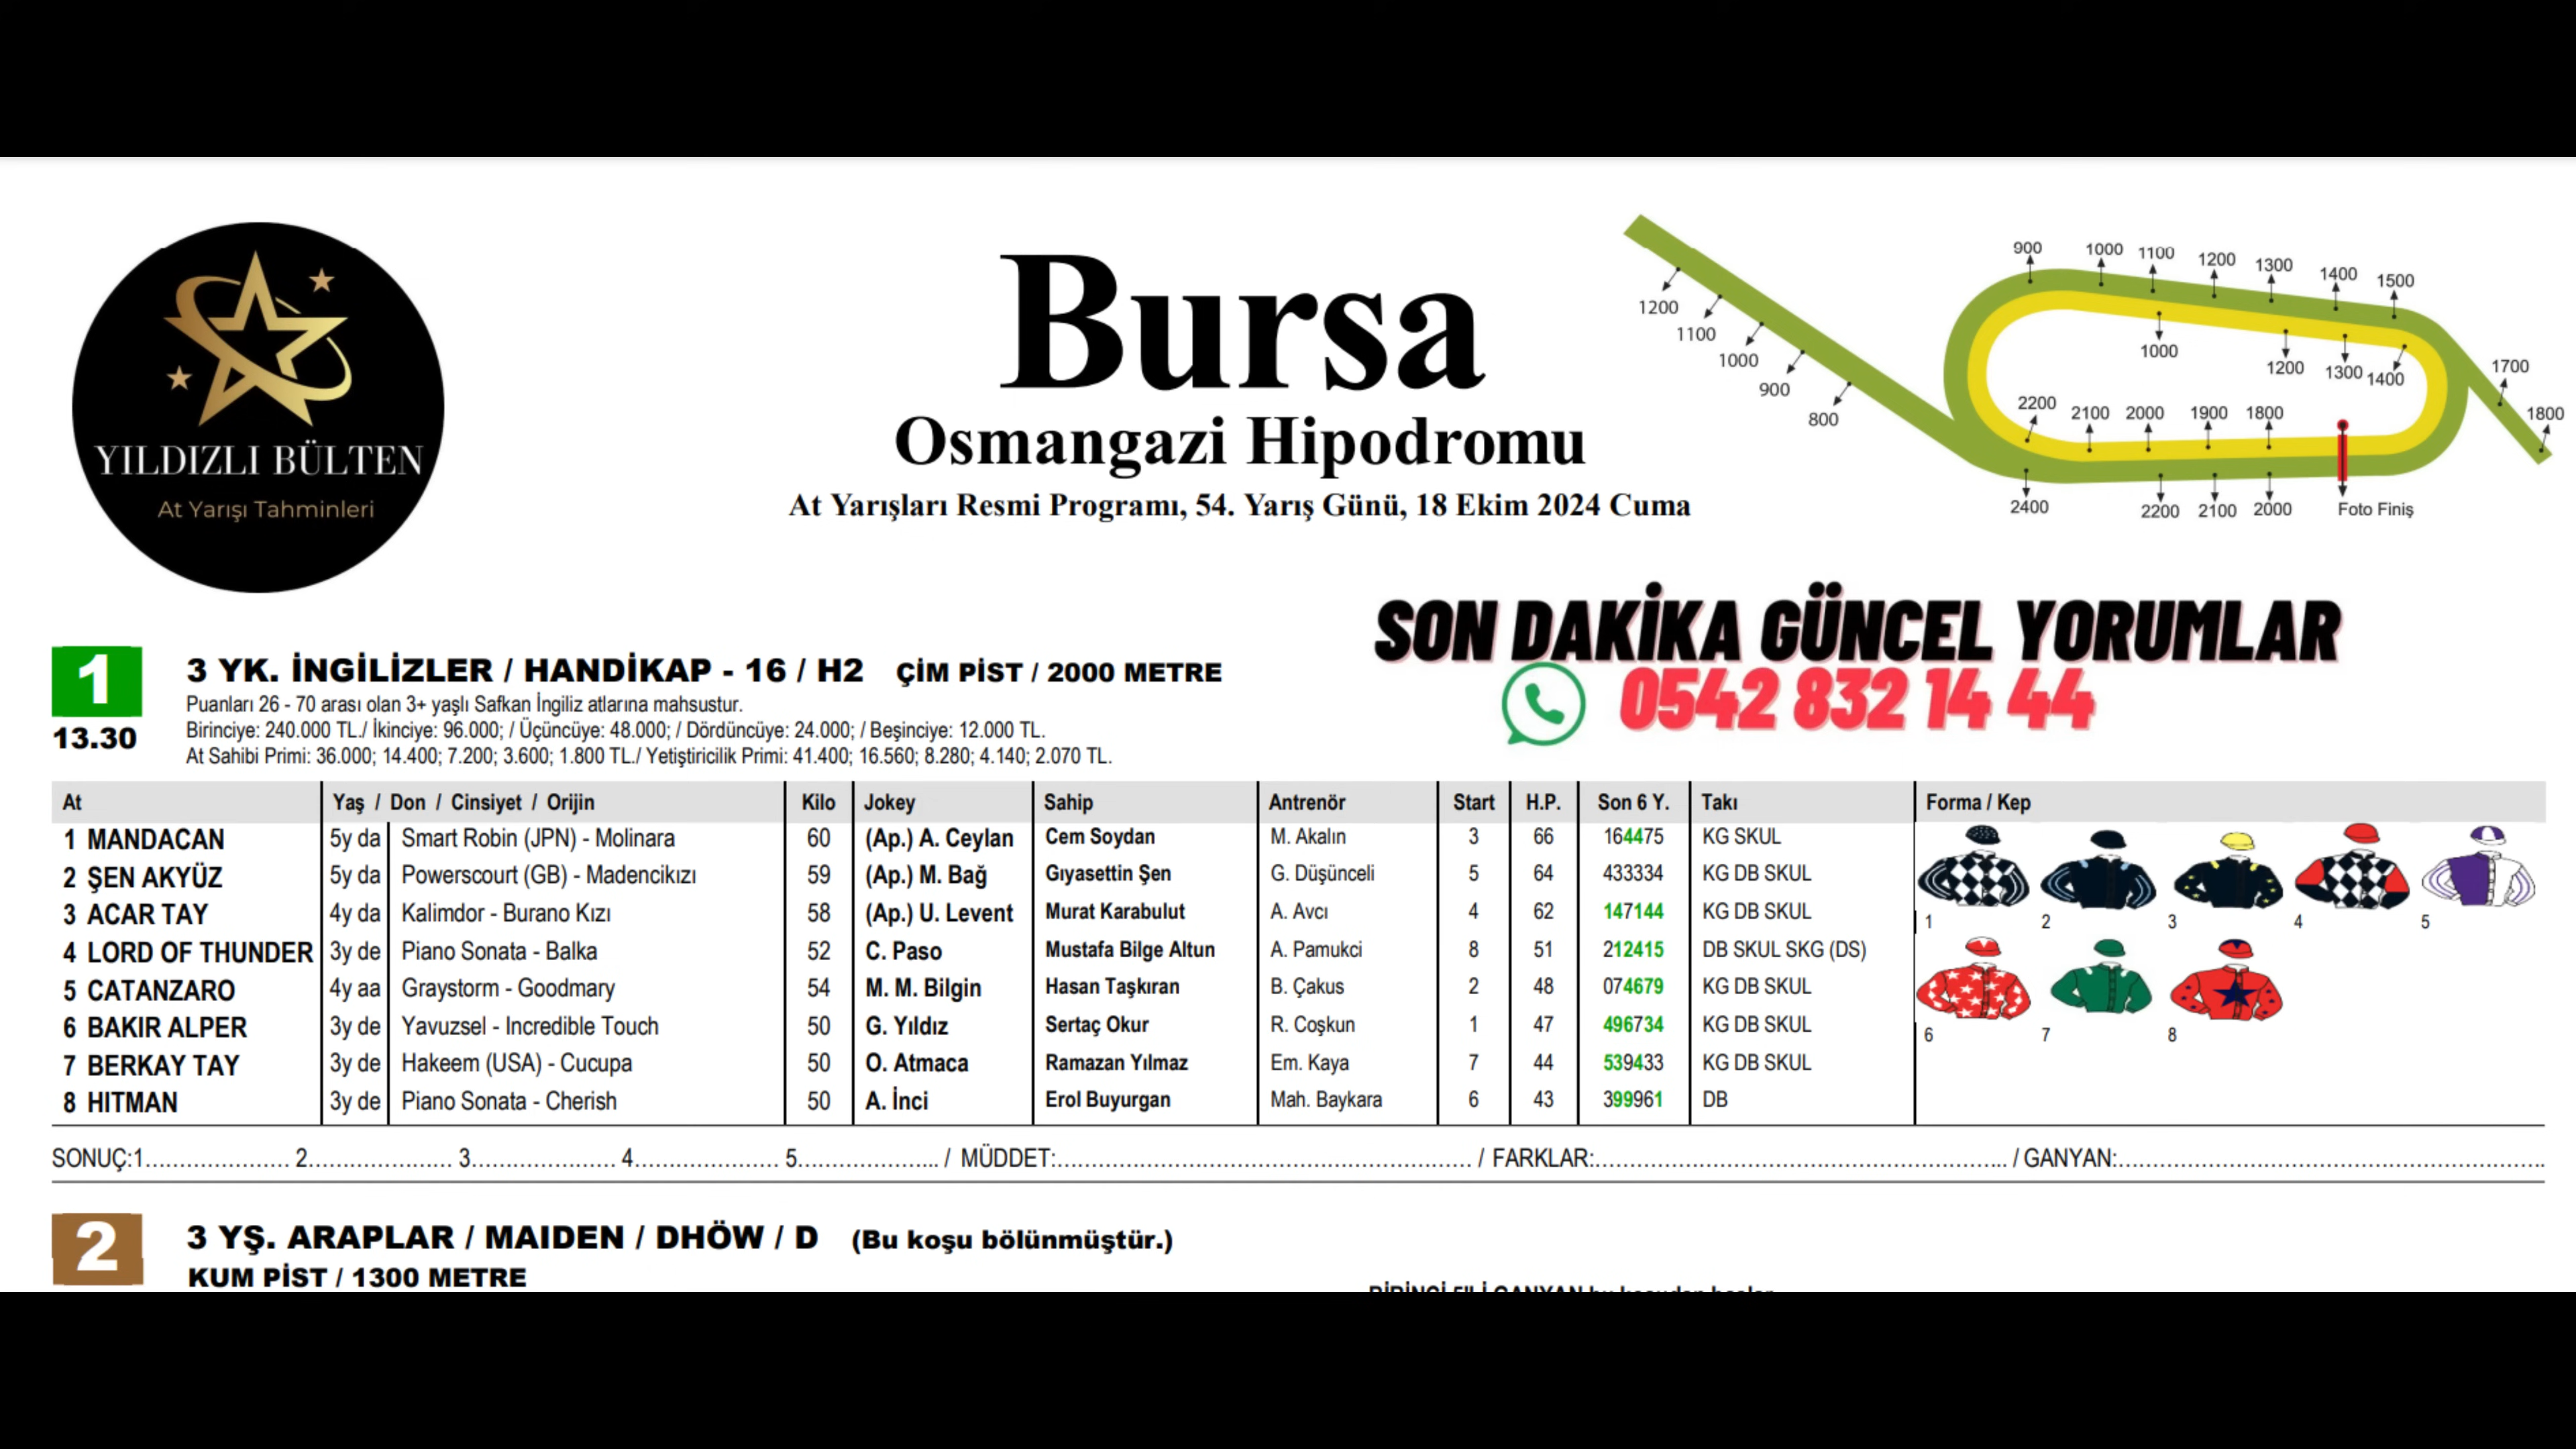 YILDIZLI BÜLTEN
At Yarışı Tahminleri
Bursa
Osmangazi Hipodromu
At Yarışları Resmi Programı, 54. Yarış Günü, 18 Ekim 2024 Cuma
1200
1100
1000
900
800
900
1000
1100
1200
1300
1400
1500
1000
1200
1300
1400
1700
1800
2200
2100
2000
1900
1800
2400
2200
2100
2000
Foto Finiş
SON DAKİKA GÜNCEL YORUMLAR
0542 832 14 44
1
13.30
3 YK. İNGİLİZLER / HANDİKAP - 16 / H2 ÇİM PİST / 2000 METRE
Puanları 26 - 70 arası olan 3+ yaşlı Safkan İngiliz atlarına mahsustur.
Birinciye: 240.000 TL./ İkinciye: 96.000; / Üçüncüye: 48.000; / Dördüncüye: 24.000; / Beşinciye: 12.000 TL.
At Sahibi Primi: 36.000; 14.400; 7.200; 3.600; 1.800 TL./ Yetiştiricilik Primi: 41.400; 16.560; 8.280; 4.140; 2.070 TL.
At Yaş / Don / Cinsiyet / Orijin Kilo Jokey Sahip Antrenör Start H.P. Son 6 Y. Takı Forma / Kep
1 MANDACAN 5y da Smart Robin (JPN) - Molinara 60 (Ap.) A. Ceylan Cem Soydan M. Akalın 3 66 164475 KG SKUL
2 ŞEN AKYÜZ 5y da Powerscourt (GB) - Madencikızı 59 (Ap.) M. Bağ Gıyasettin Şen G. Düşünceli 5 64 433334 KG DB SKUL
3 ACAR TAY 4y da Kalimdor - Burano Kızı 58 (Ap.) U. Levent Murat Karabulut A. Avcı 4 62 147144 KG DB SKUL
4 LORD OF THUNDER 3y de Piano Sonata - Balka 52 C. Paso Mustafa Bilge Altun A. Pamukci 8 51 212415 DB SKUL SKG (DS)
5 CATANZARO 4y aa Graystorm - Goodmary 54 M. M. Bilgin Hasan Taşkıran B. Çakus 2 48 074679 KG DB SKUL
6 BAKIR ALPER 3y de Yavuzsel - Incredible Touch 50 G. Yıldız Sertaç Okur R. Coşkun 1 47 496734 KG DB SKUL
7 BERKAY TAY 3y de Hakeem (USA) - Cucupa 50 O. Atmaca Ramazan Yılmaz Em. Kaya 7 44 539433 KG DB SKUL
8 HITMAN 3y de Piano Sonata - Cherish 50 A. İnci Erol Buyurgan Mah. Baykara 6 43 399961 DB
1 2 3 4 5
6 7 8
SONUÇ:1.................... 2.................... 3.................... 4.................... 5.................... / MÜDDET:.................... / FARKLAR:.................... / GANYAN:....................
2
3 YŞ. ARAPLAR / MAIDEN / DHÖW / D (Bu koşu bölünmüştür.)
KUM PİST / 1300 METRE